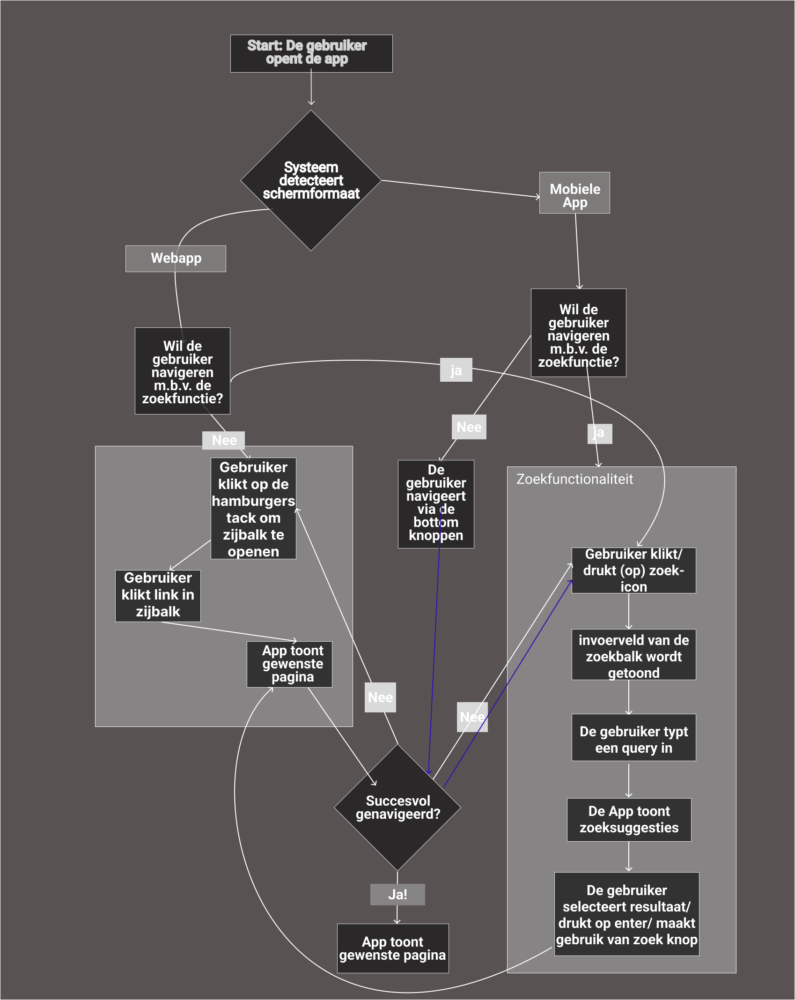 Start: De gebruiker
opent de app
Systeem
detecteert
schermformaat
Mobiele
App
Webapp
Wil de
gebruiker
navigeren
m.b.v. de
zoekfunctie?
Wil de
gebruiker
navigeren
m.b.v. de
zoekfunctie?
ja
Nee
ja
Nee
Gebruiker
klikt op de
hamburgers
tack om
zijbalk te
openen
De
gebruiker
navigeert
via de
bottom
knoppen
Zoekfunctionaliteit
Gebruiker klikt/
drukt (op) zoek-
icon
Gebruiker
klikt link in
zijbalk
App toont
gewenste
pagina
invoerveld van de
zoekbalk wordt
getoond
Nee
Nee
De gebruiker typt
een query in
Succesvol
genavigeerd?
De App toont
zoeksuggesties
Ja!
De gebruiker
selecteert resultaat/
drukt op enter/ maakt
gebruik van zoek knop
App toont
gewenste pagina